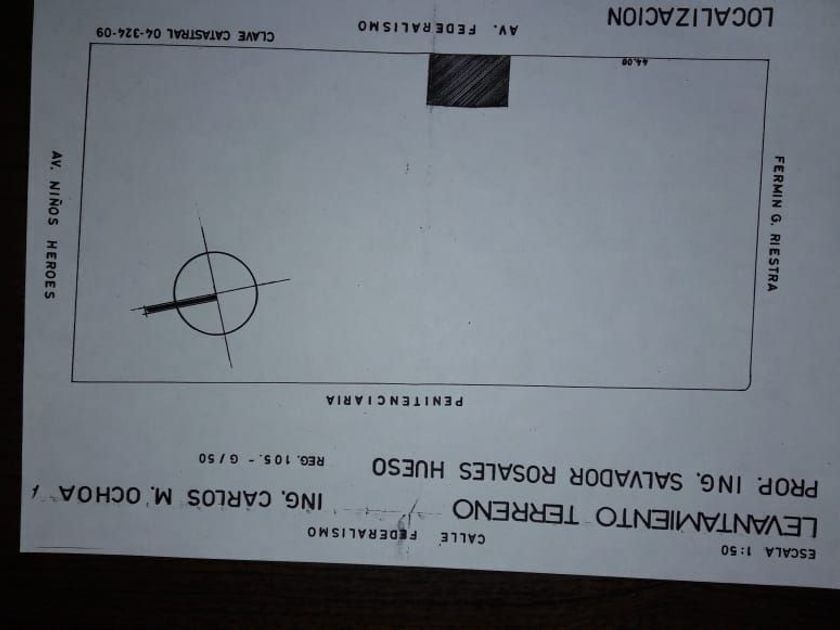 ESCALA 1:50
CALLE FEDERALISMO
LEVANTAMIENTO TERRENO
ING. CARLOS M. OCHOA
PROP. ING. SALVADOR ROSALES HUESO
REG. 105.- G/50
PENITENCIARIA
FERMIN G. RIESTRA
AV. NIÑOS HEROES
44.00
AV. FEDERALISMO
CLAVE CATASTRAL 04-324-09
LOCALIZACION